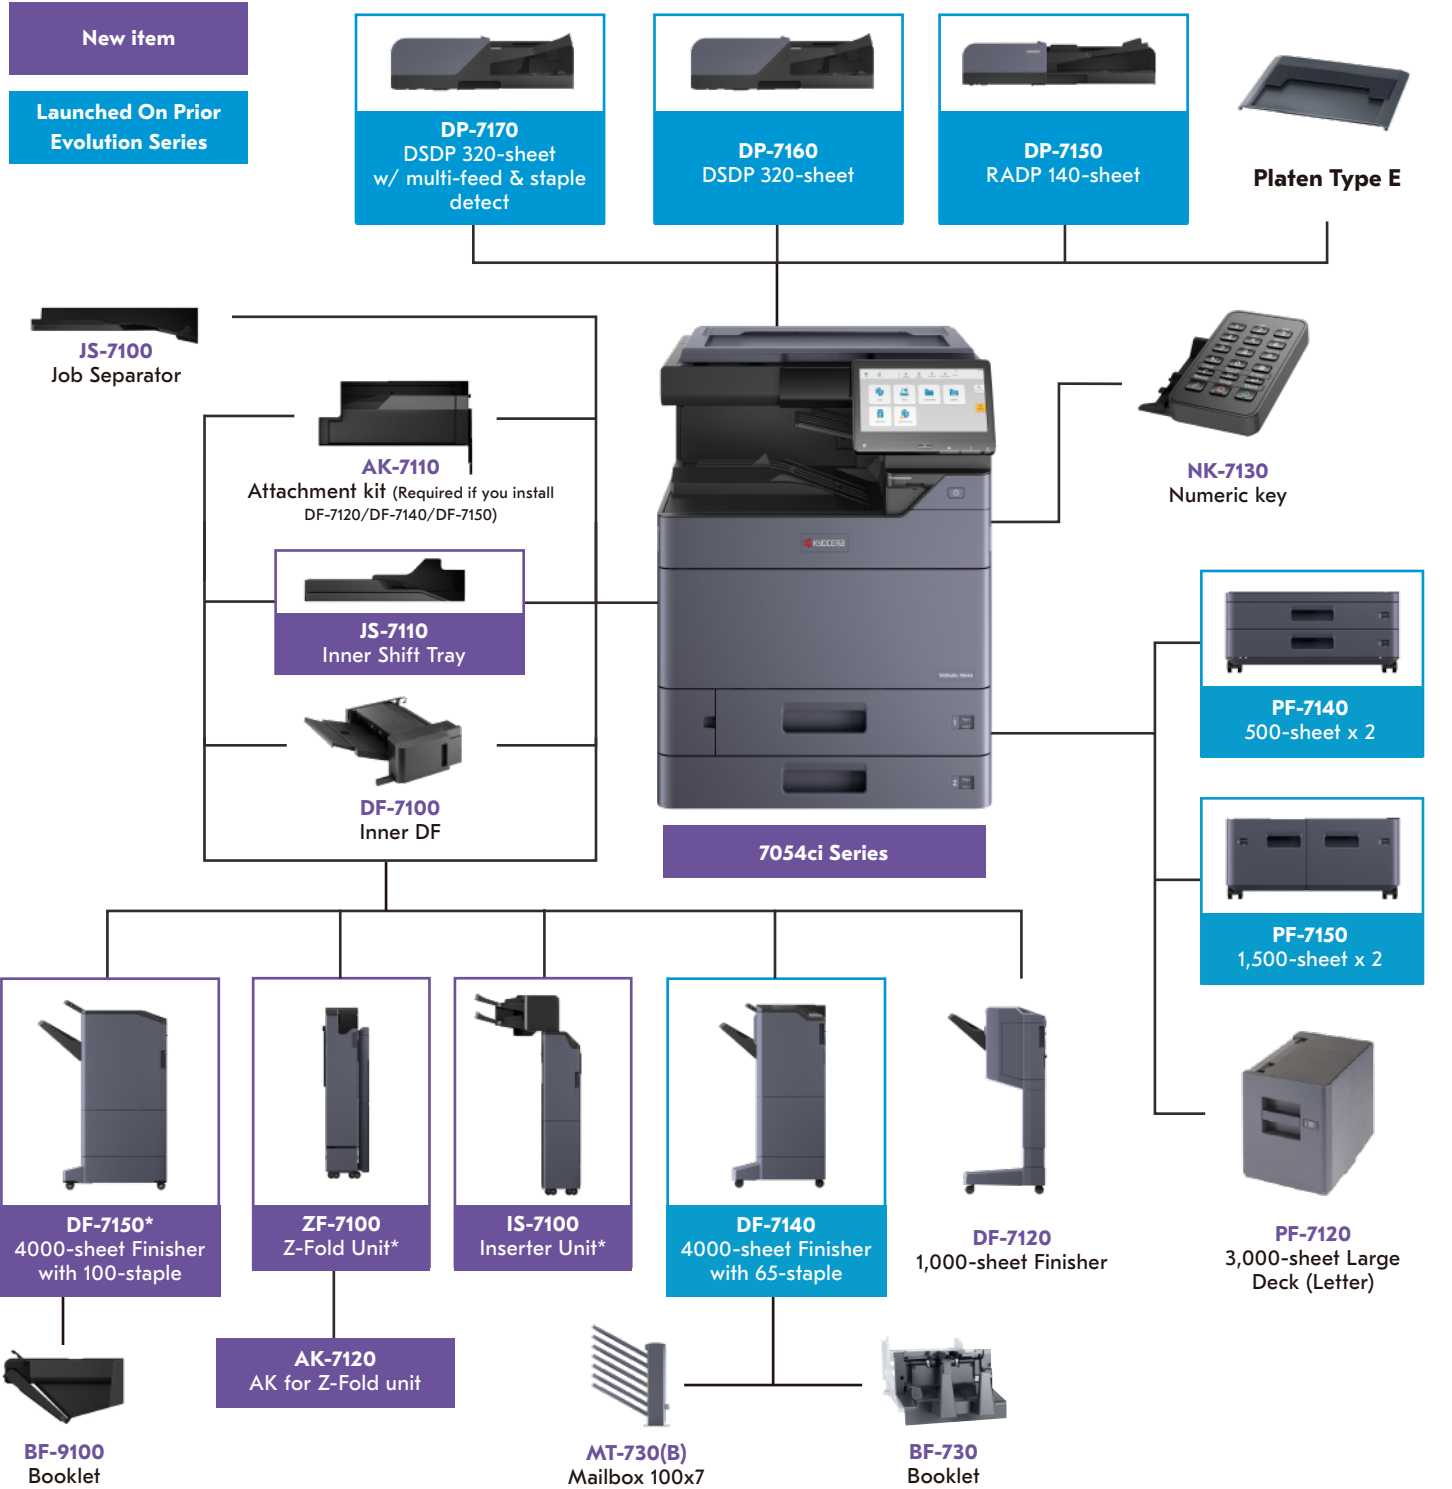 New item
Launched On Prior
Evolution Series
DP-7170
DSDP 320-sheet
w/ multi-feed & staple
detect
DP-7160
DSDP 320-sheet
DP-7150
RADP 140-sheet
Platen Type E
JS-7100
Job Separator
AK-7110
Attachment kit (Required if you install
DF-7120/DF-7140/DF-7150)
JS-7110
Inner Shift Tray
DF-7100
Inner DF
KYOCERA
7054ci Series
NK-7130
Numeric key
PF-7140
500-sheet x 2
PF-7150
1,500-sheet x 2
PF-7120
3,000-sheet Large
Deck (Letter)
DF-7150*
4000-sheet Finisher
with 100-staple
ZF-7100
Z-Fold Unit*
IS-7100
Inserter Unit*
DF-7140
4000-sheet Finisher
with 65-staple
DF-7120
1,000-sheet Finisher
BF-9100
Booklet
AK-7120
AK for Z-Fold unit
MT-730(B)
Mailbox 100x7
BF-730
Booklet